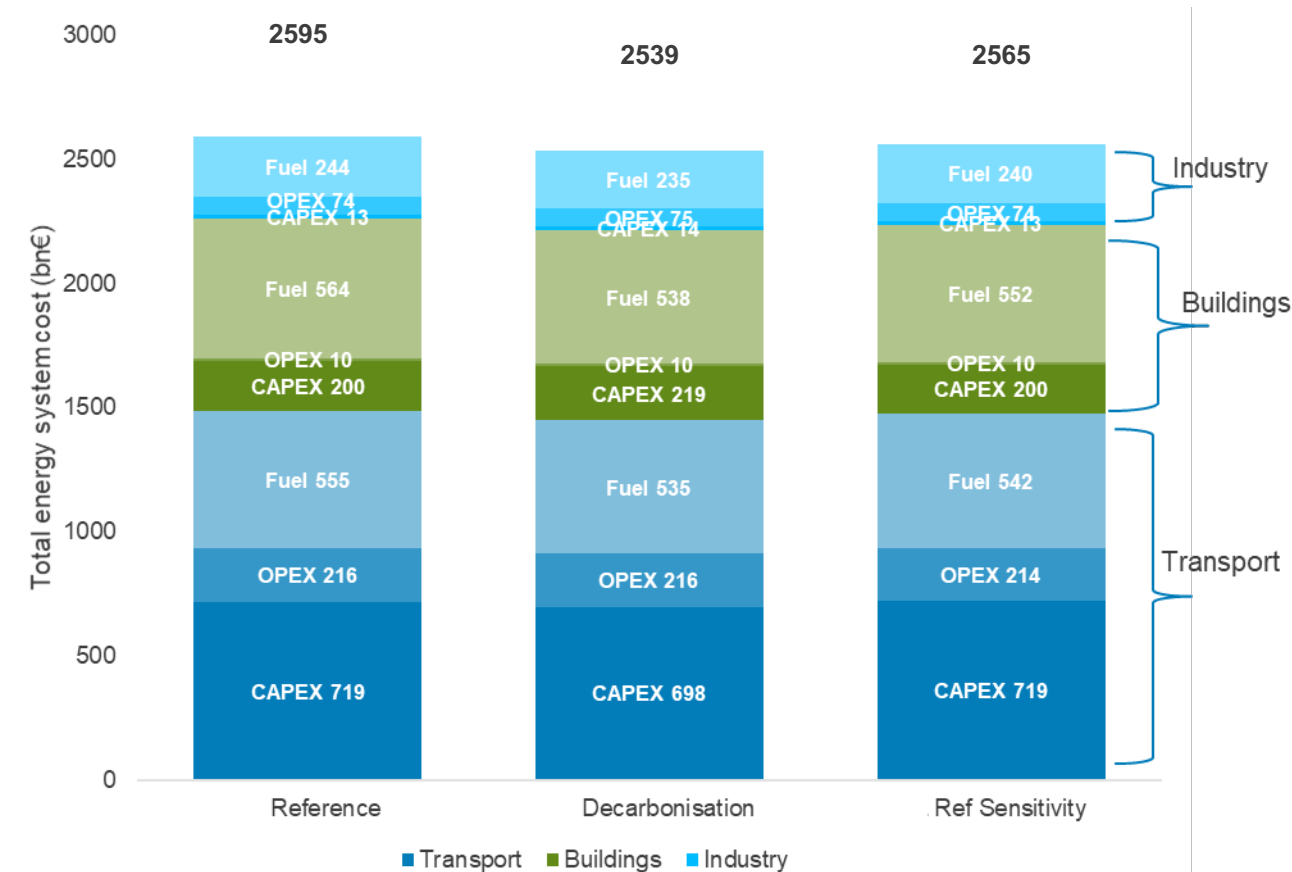 2595
2539
2565
Total energy system cost (bn€)
3000
2500
2000
1500
1000
500
0
Fuel 244
OPEX 74
CAPEX 13
Fuel 564
OPEX 10
CAPEX 200
Fuel 555
OPEX 216
CAPEX 719
Fuel 235
OPEX 75
CAPEX 14
Fuel 538
OPEX 10
CAPEX 219
Fuel 535
OPEX 216
CAPEX 698
Fuel 240
OPEX 74
CAPEX 13
Fuel 552
OPEX 10
CAPEX 200
Fuel 542
OPEX 214
CAPEX 719
Industry
Buildings
Transport
Reference
Decarbonisation
Ref Sensitivity
Transport
Buildings
Industry